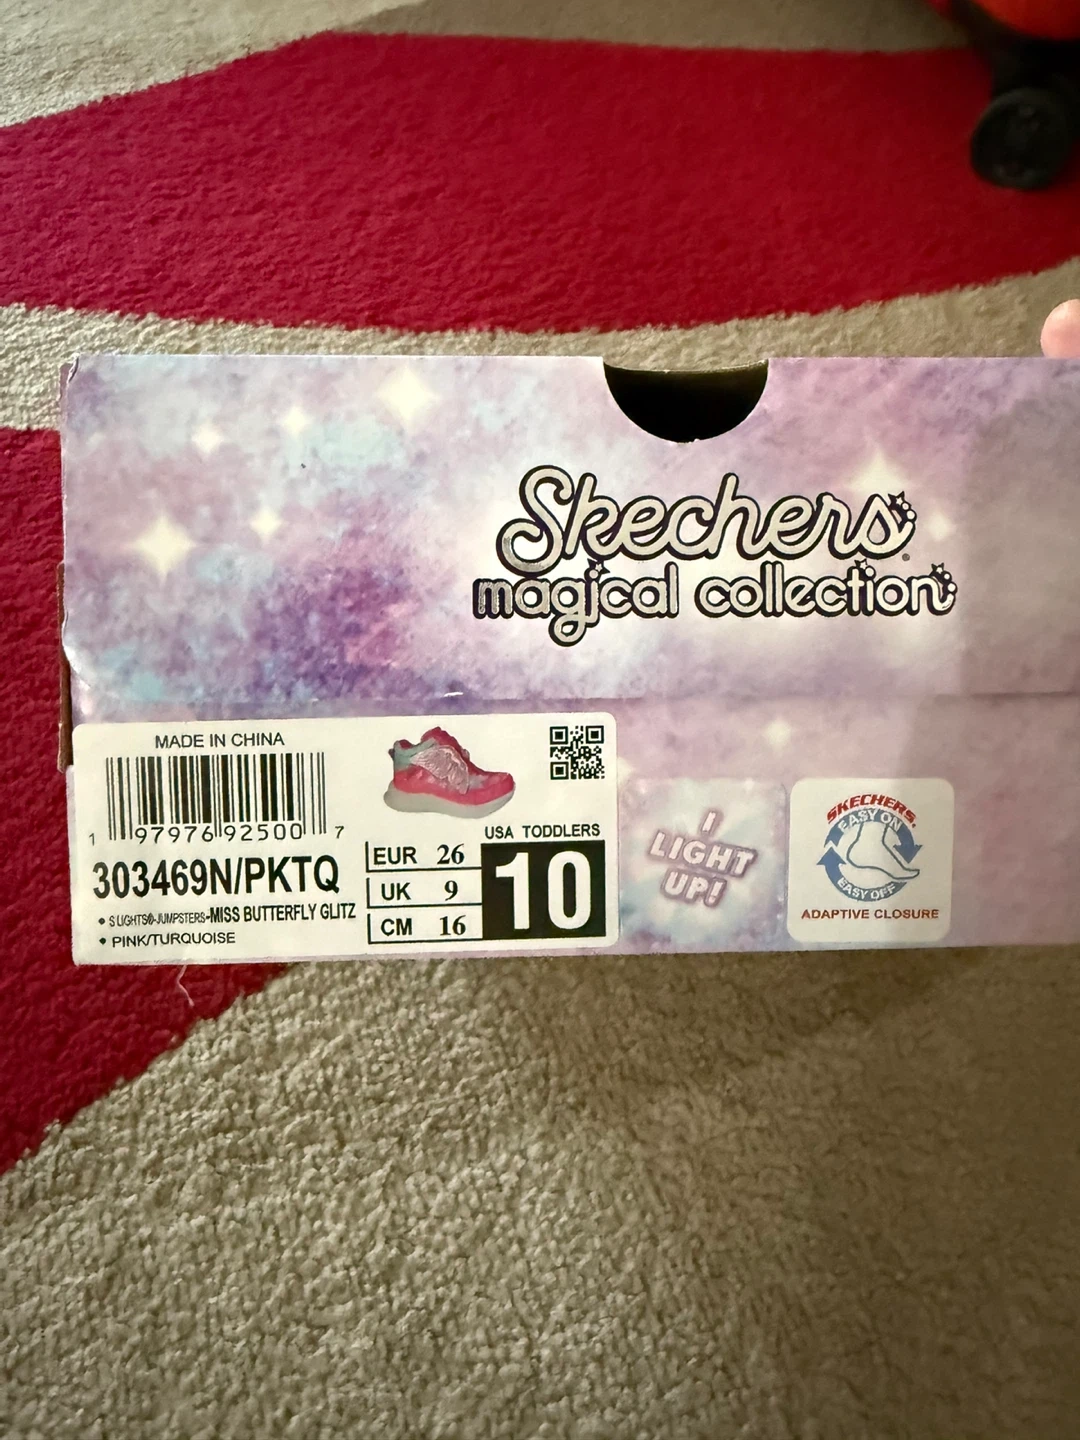 Skechers®
magical collection
MADE IN CHINA
1 97976 92500 7
303469N/PKTQ
• S LIGHTS®-JUMPSTERS-MISS BUTTERFLY GLITZ
• PINK/TURQUOISE
USA TODDLERS
EUR 26
UK 9
CM 16
10
I
LIGHT
UP!
SKECHERS.
EASY ON
EASY OFF
ADAPTIVE CLOSURE